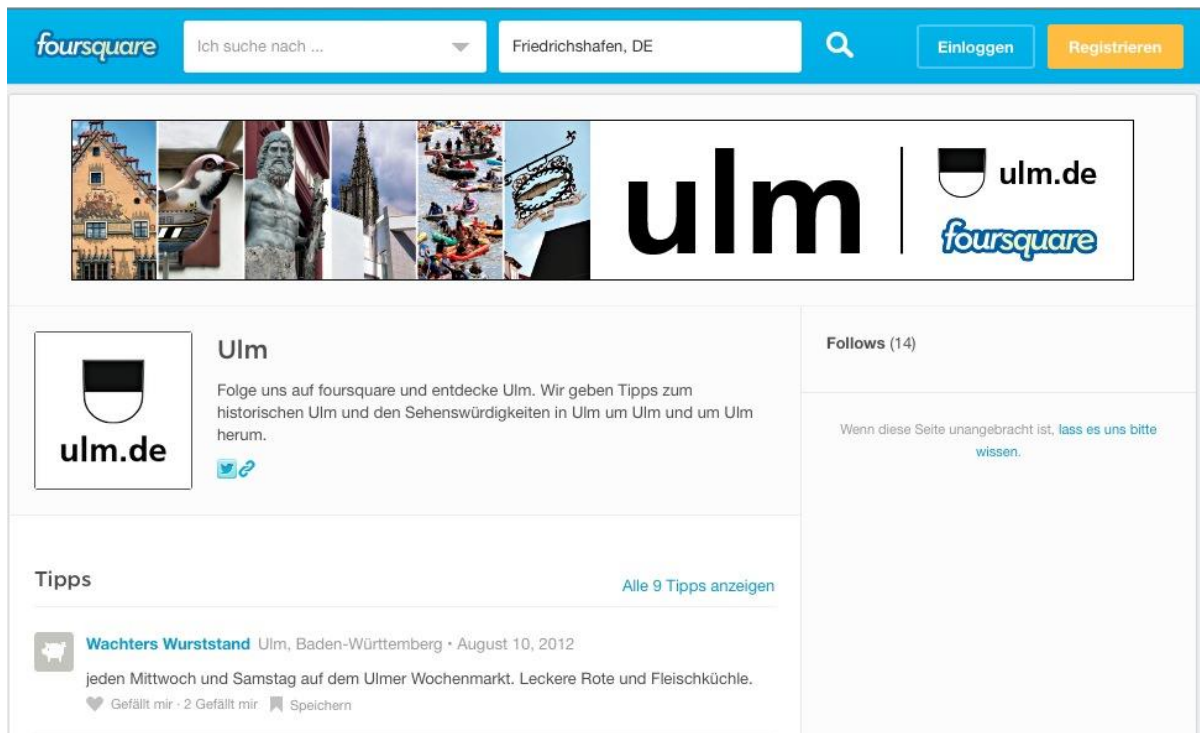 foursquare
Ich suche nach ...
Friedrichshafen, DE
Einloggen
Registrieren
ulm
ulm.de
foursquare
ulm.de
Ulm
Folge uns auf foursquare und entdecke Ulm. Wir geben Tipps zum
historischen Ulm und den Sehenswürdigkeiten in Ulm um Ulm und um Ulm
herum.
Follows (14)
Wenn diese Seite unangebracht ist, lass es uns bitte
wissen.
Tipps
Alle 9 Tipps anzeigen
Wachters Wurststand Ulm, Baden-Württemberg • August 10, 2012
jeden Mittwoch und Samstag auf dem Ulmer Wochenmarkt. Leckere Rote und Fleischküchle.
Gefällt mir · 2 Gefällt mir Speichern